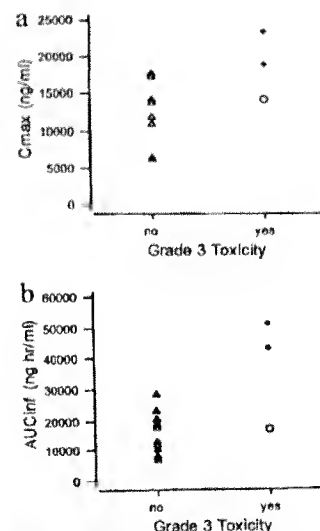 a
Cmax (ng/ml)
25000
20000
15000
10000
5000
0
no yes
Grade 3 Toxicity
b
AUCinf (ng hr/ml)
60000
50000
40000
30000
20000
10000
0
no yes
Grade 3 Toxicity